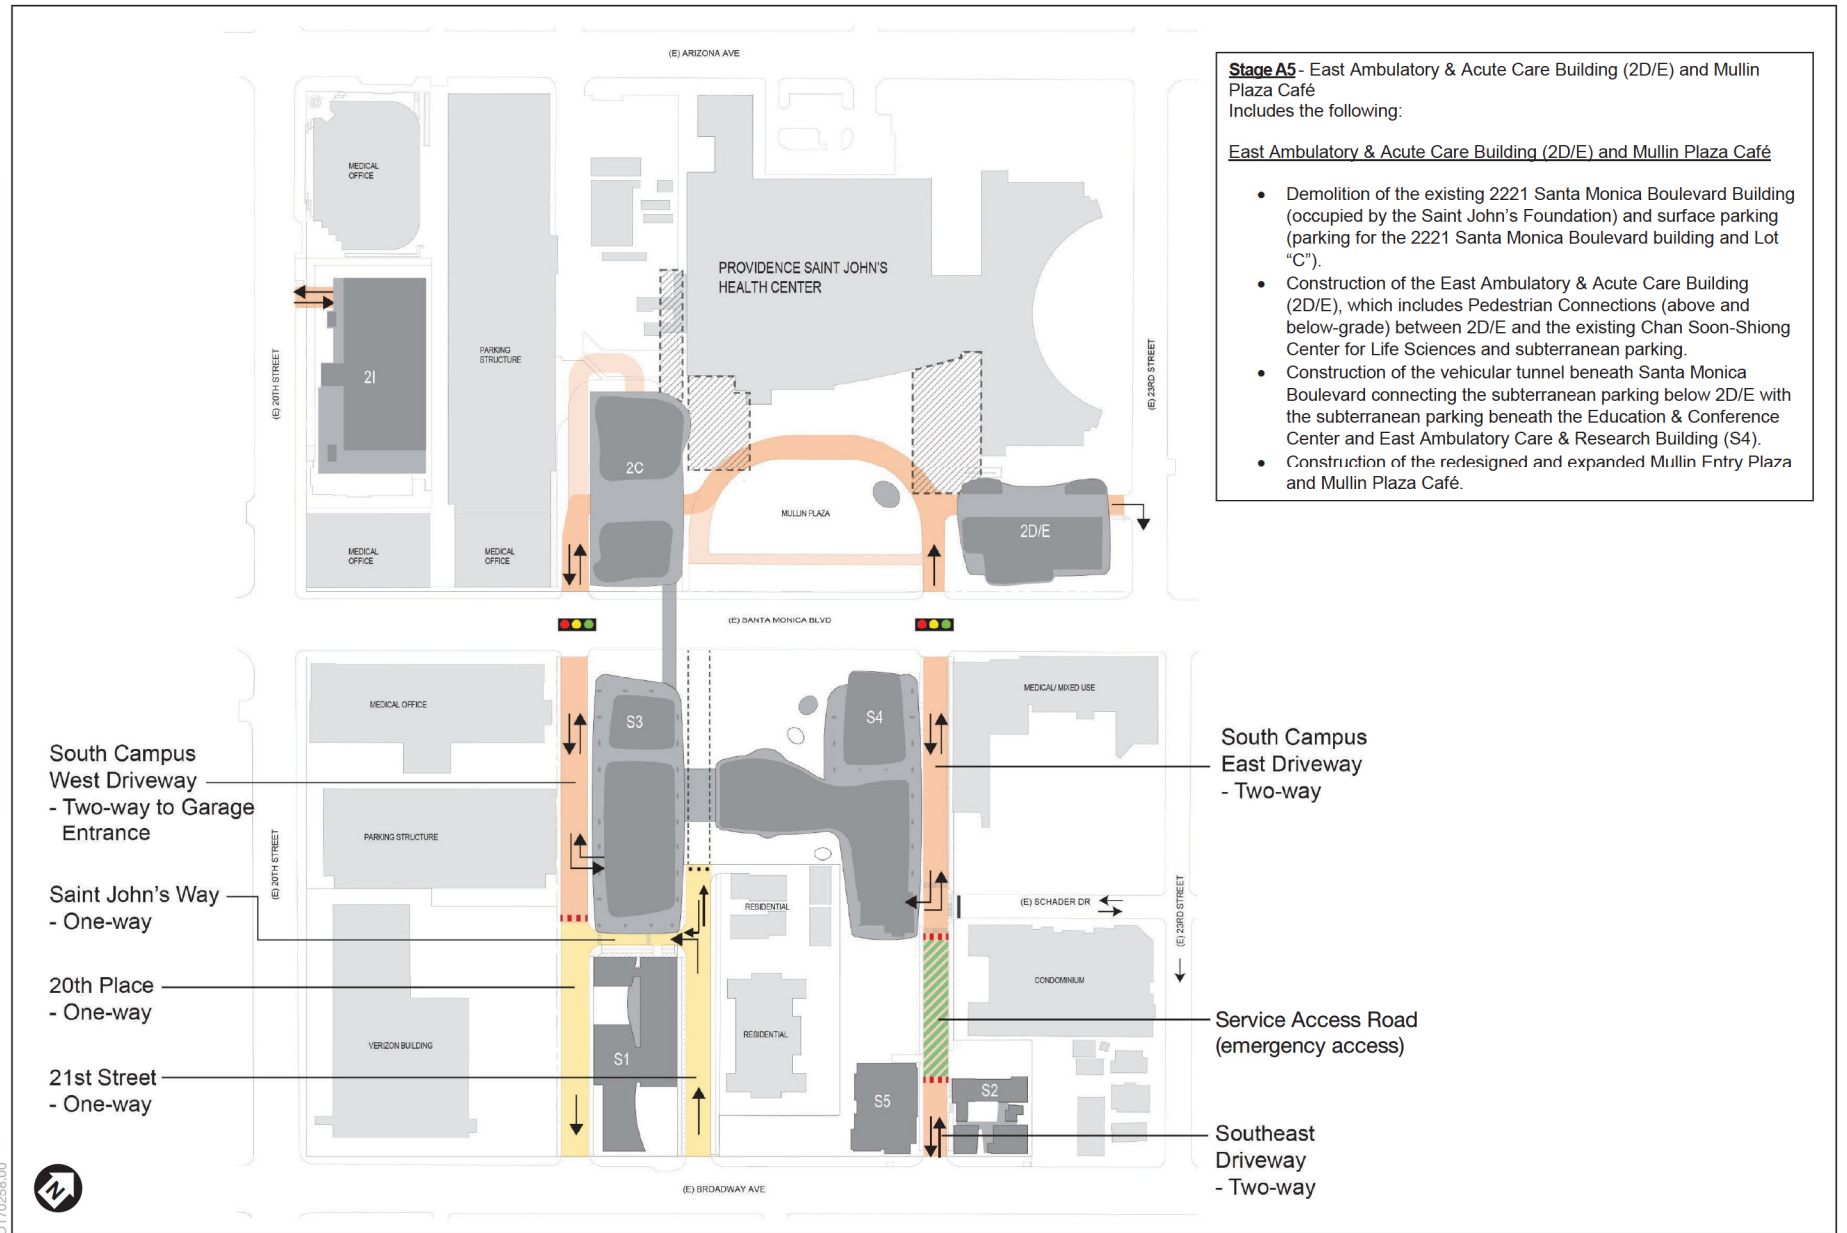 (E) ARIZONA AVE
Stage A5 - East Ambulatory & Acute Care Building (2D/E) and Mullin
Plaza Café
Includes the following:
East Ambulatory & Acute Care Building (2D/E) and Mullin Plaza Café
• Demolition of the existing 2221 Santa Monica Boulevard Building
(occupied by the Saint John's Foundation) and surface parking
(parking for the 2221 Santa Monica Boulevard building and Lot
“C”).
• Construction of the East Ambulatory & Acute Care Building
(2D/E), which includes Pedestrian Connections (above and
below-grade) between 2D/E and the existing Chan Soon-Shiong
Center for Life Sciences and subterranean parking.
• Construction of the vehicular tunnel beneath Santa Monica
Boulevard connecting the subterranean parking below 2D/E with
the subterranean parking beneath the Education & Conference
Center and East Ambulatory Care & Research Building (S4).
• Construction of the redesigned and expanded Mullin Entry Plaza
and Mullin Plaza Café.
MEDICAL
OFFICE
PROVIDENCE SAINT JOHN'S
HEALTH CENTER
PARKING
STRUCTURE
(E) 20TH STREET
2I
(E) 23RD STREET
2C
MULLIN PLAZA
2D/E
MEDICAL
OFFICE
MEDICAL
OFFICE
(E) SANTA MONICA BLVD
MEDICAL OFFICE
S3
S4
MEDICAL/ MIXED USE
South Campus
West Driveway
- Two-way to Garage
Entrance
South Campus
East Driveway
- Two-way
PARKING STRUCTURE
(E) 20TH STREET
Saint John's Way
- One-way
RESIDENTIAL
(E) SCHADER DR
(E) 23RD STREET
20th Place
- One-way
CONDOMINIUM
VERIZON BUILDING
RESIDENTIAL
Service Access Road
(emergency access)
S1
21st Street
- One-way
S5
S2
Southeast
Driveway
- Two-way
N
(E) BROADWAY AVE